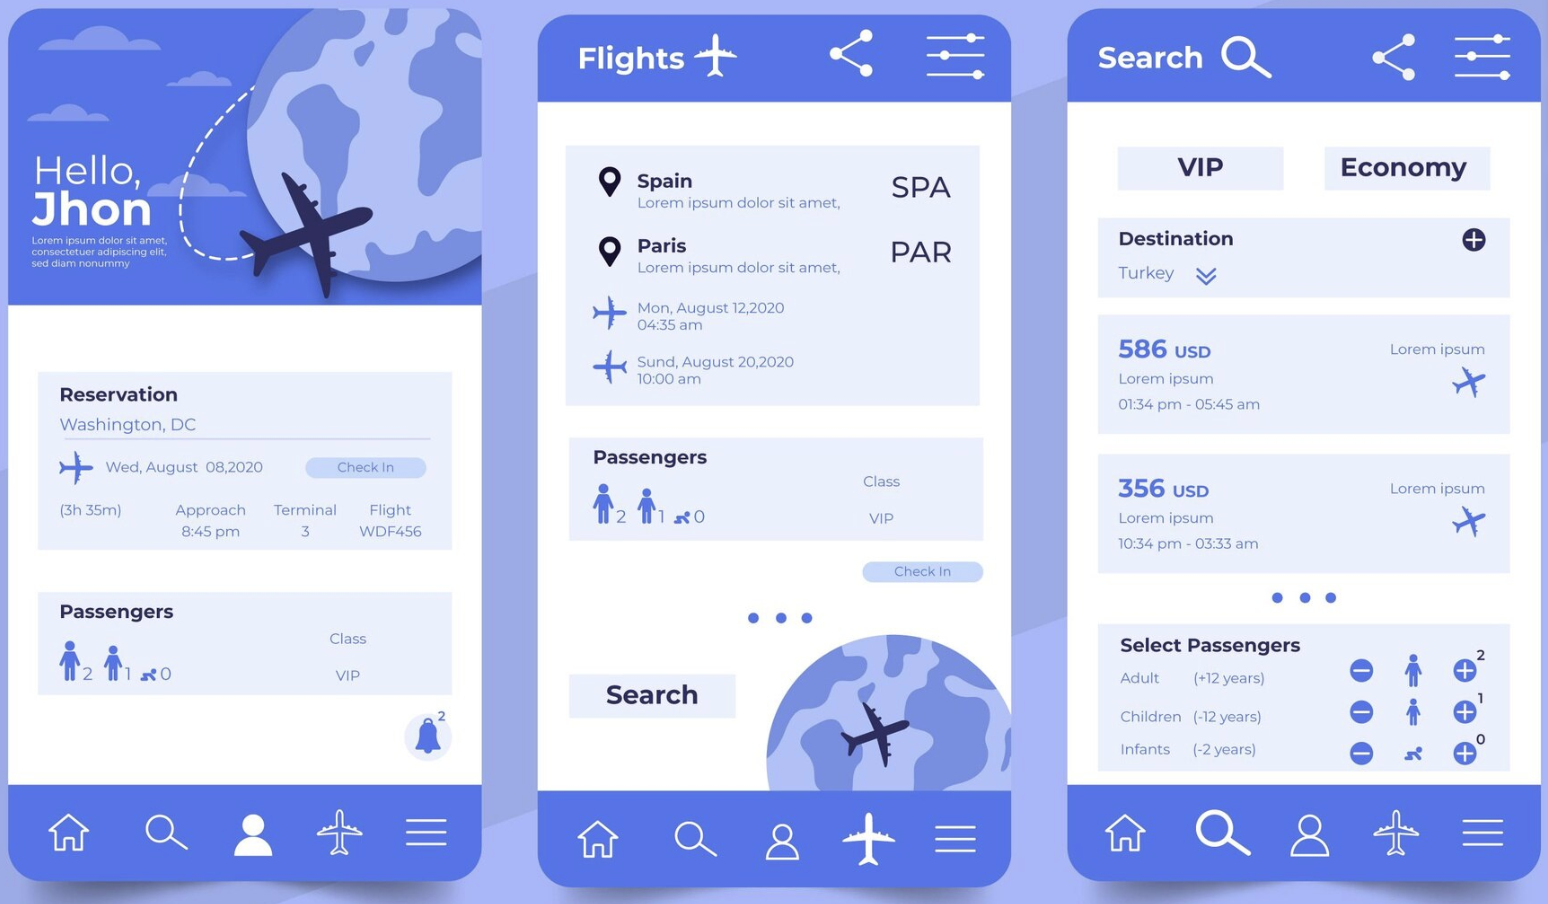 Hello,
Jhon
Lorem ipsum dolor sit amet,
consectetuer adipiscing elit,
sed diam nonummy
Reservation
Washington, DC
Wed, August 08,2020
Check In
(3h 35m)
Approach
8:45 pm
Terminal
3
Flight
WDF456
Passengers
2 1 0
Class
VIP
2
Flights
Spain
Lorem ipsum dolor sit amet,
SPA
Paris
Lorem ipsum dolor sit amet,
PAR
Mon, August 12,2020
04:35 am
Sund, August 20,2020
10:00 am
Passengers
2 1 0
Class
VIP
Check In
Search
Search
VIP
Economy
Destination
Turkey
586 USD
Lorem ipsum
Lorem ipsum
01:34 pm - 05:45 am
356 USD
Lorem ipsum
Lorem ipsum
10:34 pm - 03:33 am
Select Passengers
Adult (+12 years) 2
Children (-12 years) 1
Infants (-2 years) 0